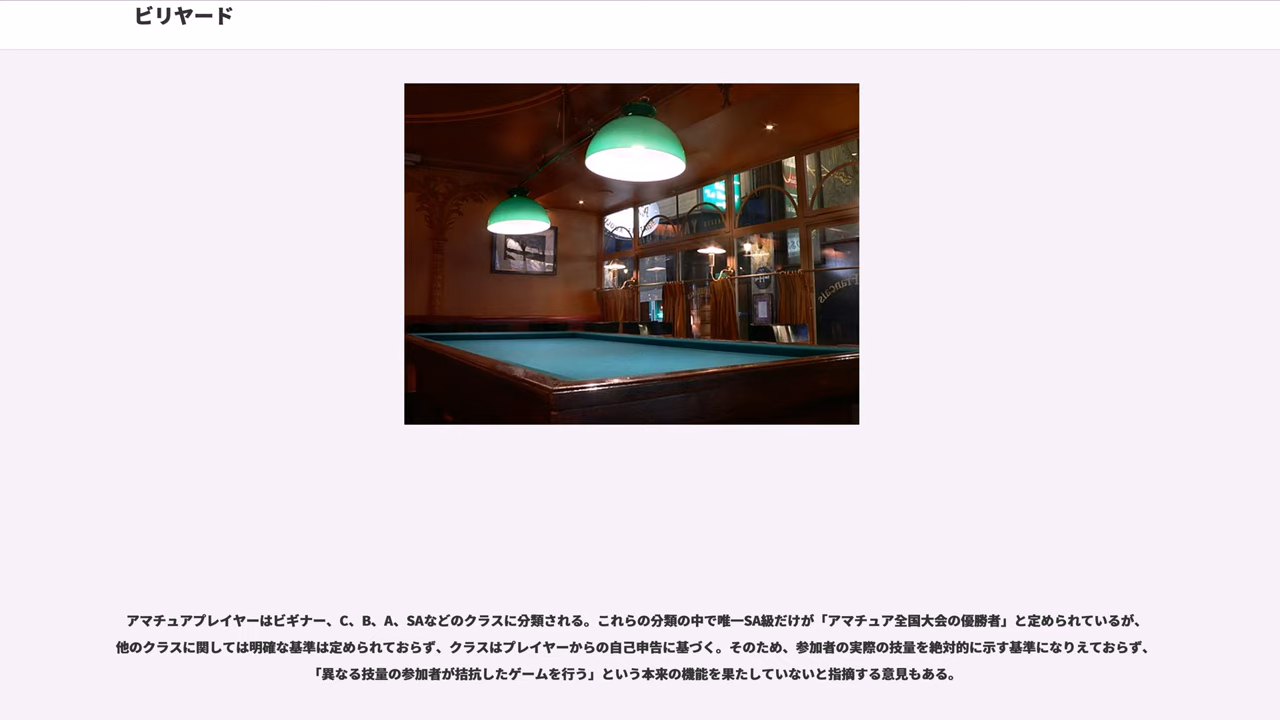 ビリヤード
アマチュアプレイヤーはビギナー、C、B、A、SAなどのクラスに分類される。これらの分類の中で唯一SA級だけが「アマチュア全国大会の優勝者」と定められているが、
他のクラスに関しては明確な基準は定められておらず、クラスはプレイヤーからの自己申告に基づく。そのため、参加者の実際の技量を絶対的に示す基準になりえておらず、
「異なる技量の参加者が拮抗したゲームを行う」という本来の機能を果たしていないと指摘する意見もある。